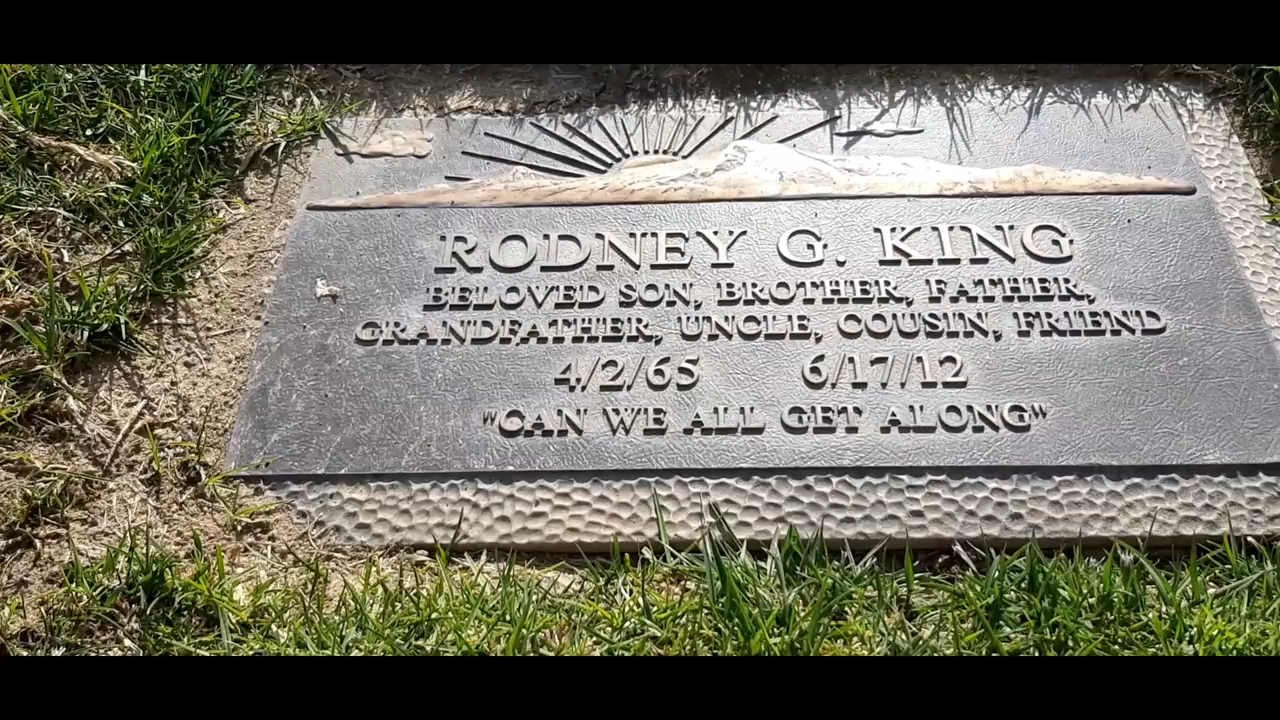 RODNEY G. KING
BELOVED SON, BROTHER, FATHER,
GRANDFATHER, UNCLE, COUSIN, FRIEND
4/2/65 6/17/12
"CAN WE ALL GET ALONG"